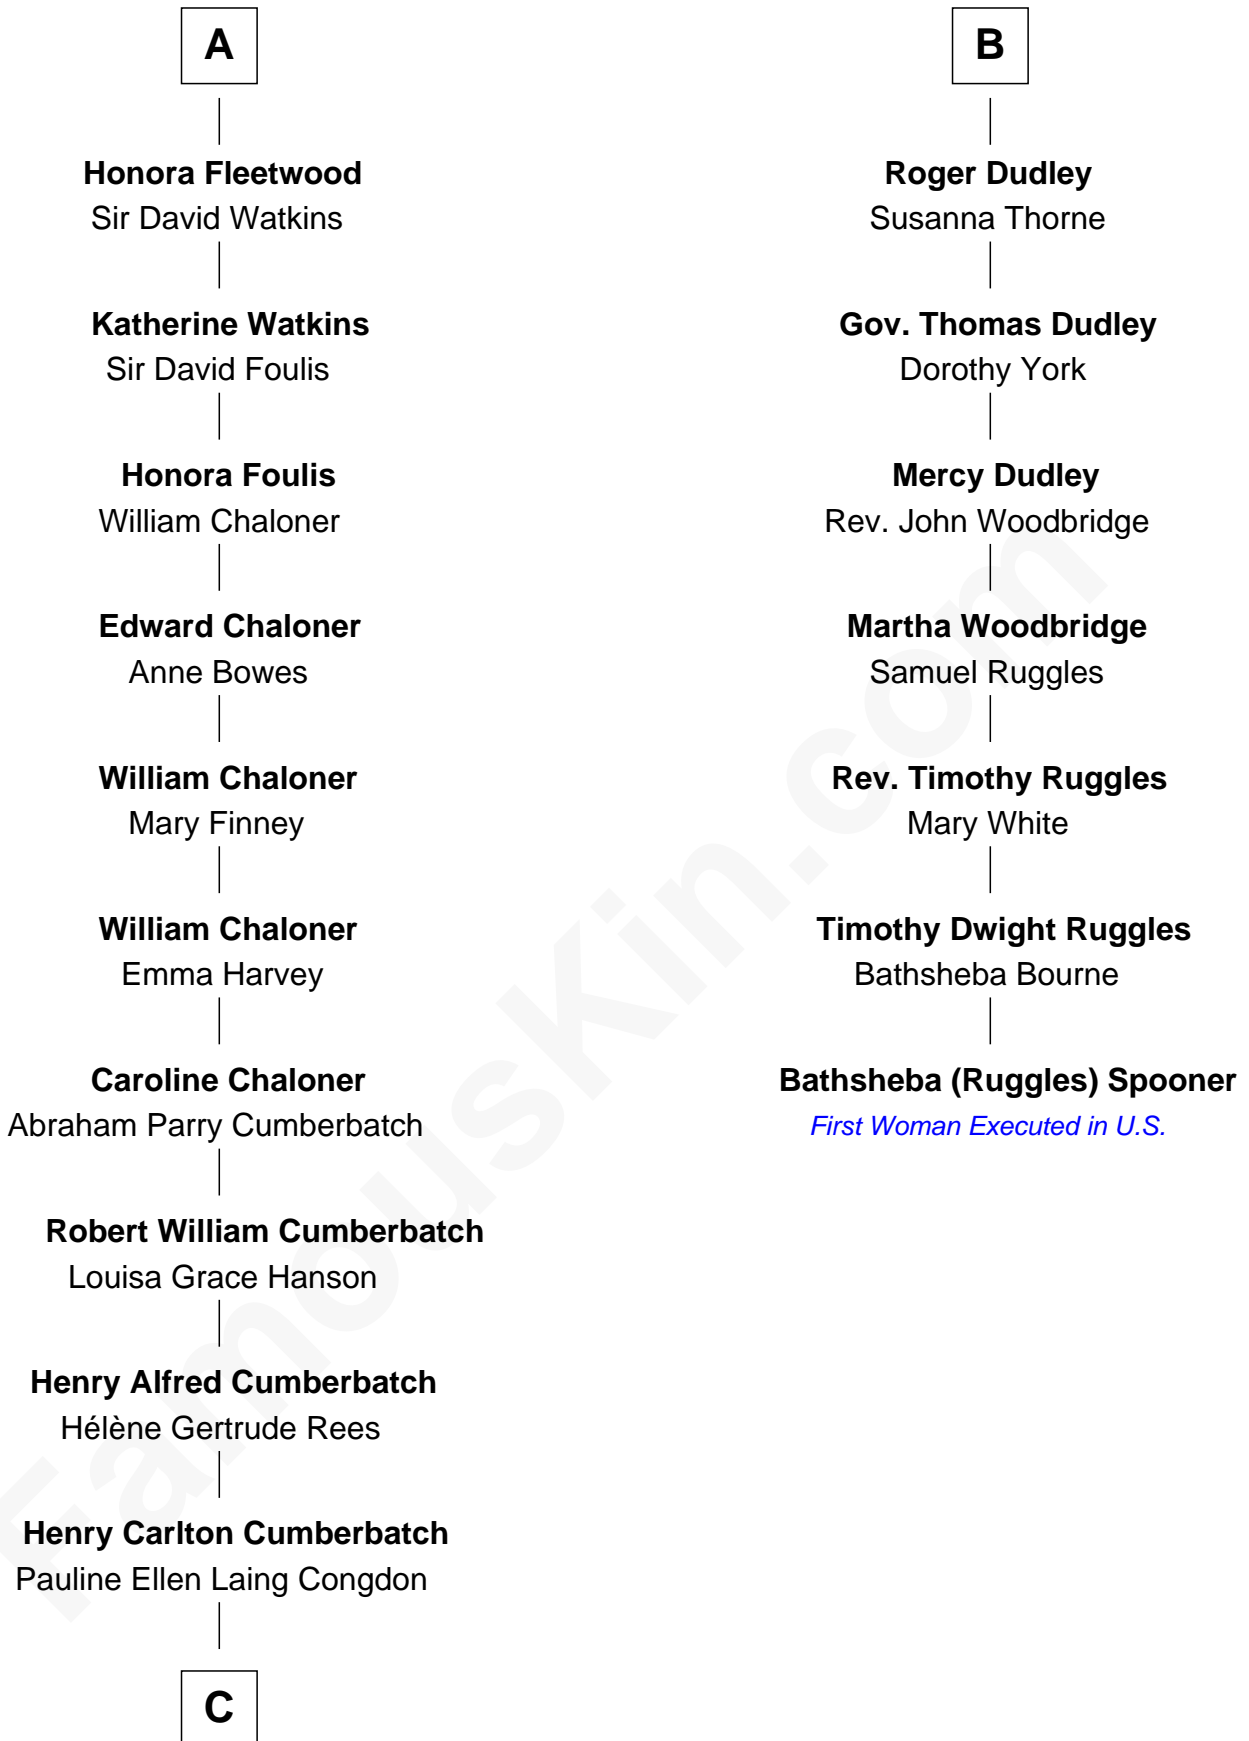 A
Honora Fleetwood
Sir David Watkins
Katherine Watkins
Sir David Foulis
Honora Foulis
William Chaloner
Edward Chaloner
Anne Bowes
William Chaloner
Mary Finney
William Chaloner
Emma Harvey
Caroline Chaloner
Abraham Parry Cumberbatch
Robert William Cumberbatch
Louisa Grace Hanson
Henry Alfred Cumberbatch
Hélène Gertrude Rees
Henry Carlton Cumberbatch
Pauline Ellen Laing Congdon
C
B
Roger Dudley
Susanna Thorne
Gov. Thomas Dudley
Dorothy York
Mercy Dudley
Rev. John Woodbridge
Martha Woodbridge
Samuel Ruggles
Rev. Timothy Ruggles
Mary White
Timothy Dwight Ruggles
Bathsheba Bourne
Bathsheba (Ruggles) Spooner
First Woman Executed in U.S.
FamousKin.com